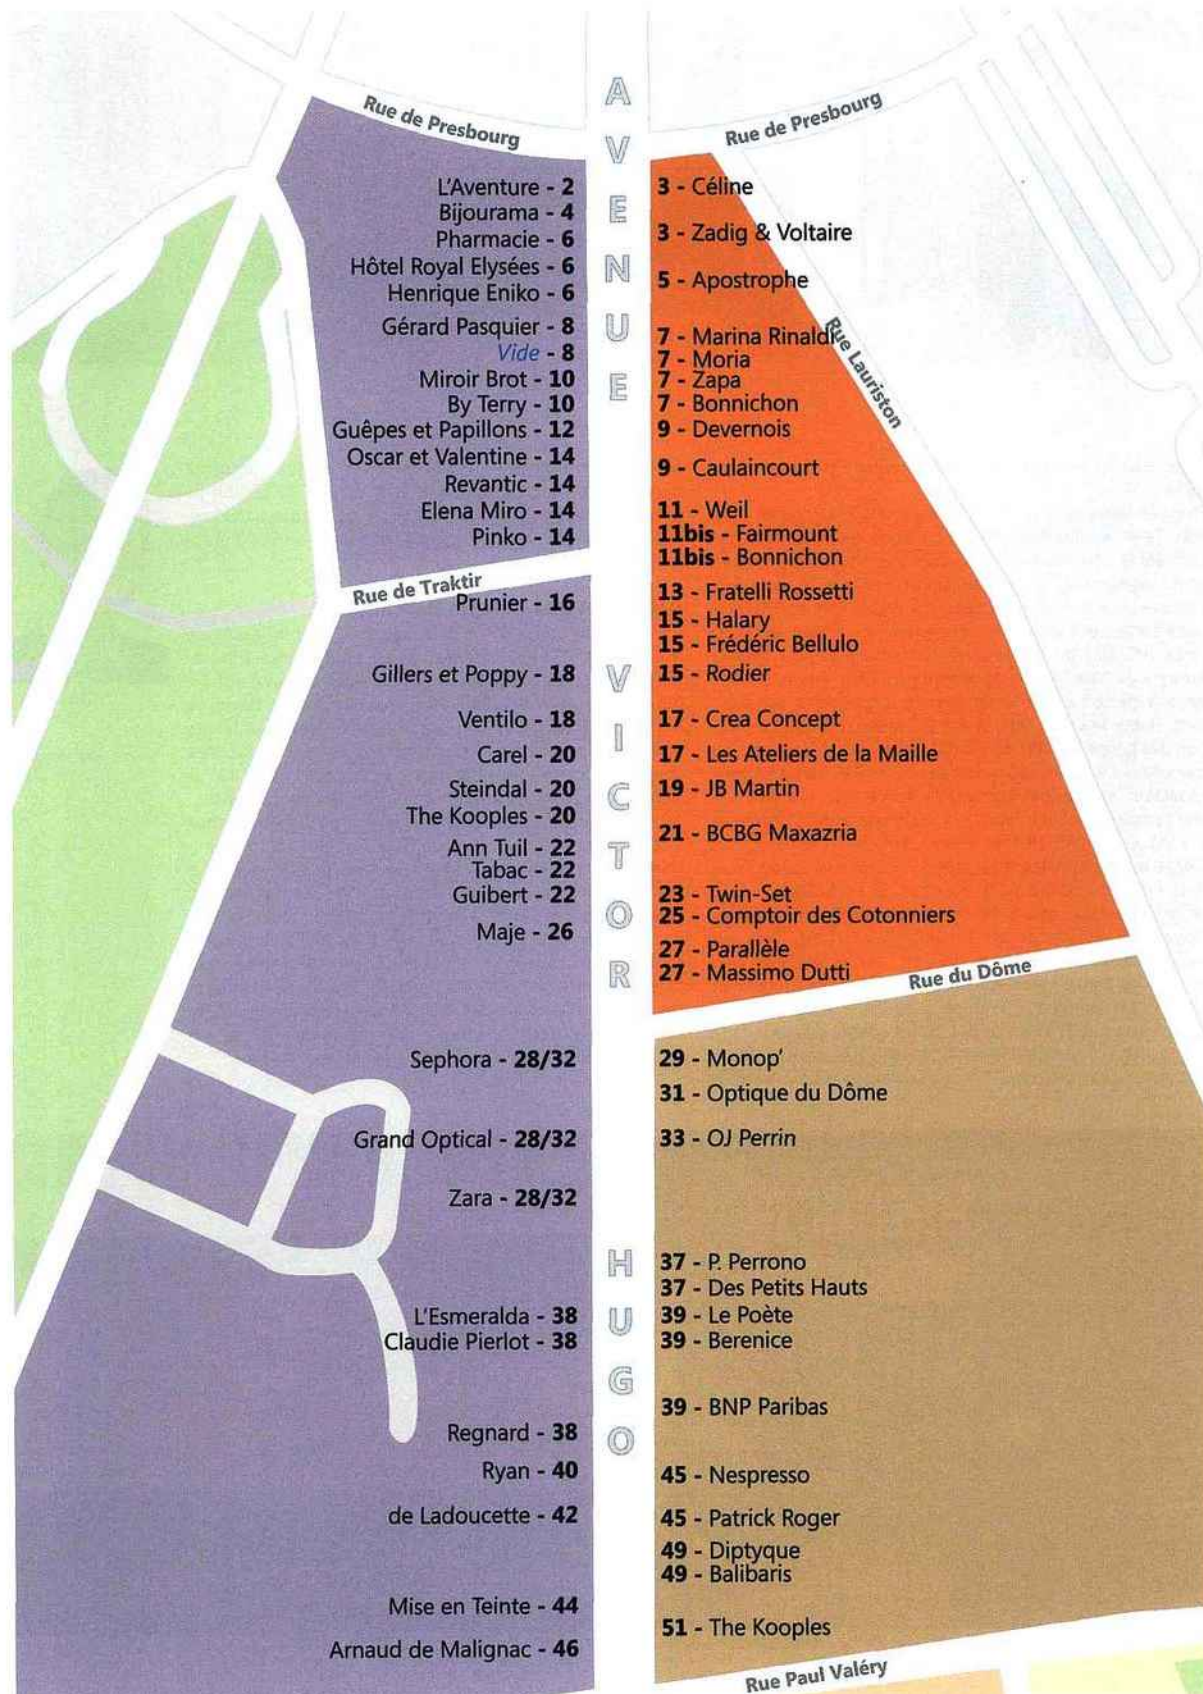 Rue de Presbourg
Rue de Presbourg
AVENUE
VICTOR
HUGO
L'Aventure - 2
Bijourama - 4
Pharmacie - 6
Hôtel Royal Elysées - 6
Henrique Eniko - 6
Gérard Pasquier - 8
Vide - 8
Miroir Brot - 10
By Terry - 10
Guêpes et Papillons - 12
Oscar et Valentine - 14
Revantic - 14
Elena Miro - 14
Pinko - 14
Rue de Traktir
Prunier - 16
Gillers et Poppy - 18
Ventilo - 18
Carel - 20
Steindal - 20
The Kooples - 20
Ann Tuil - 22
Tabac - 22
Guibert - 22
Maje - 26
Sephora - 28/32
Grand Optical - 28/32
Zara - 28/32
L'Esmeralda - 38
Claudie Pierlot - 38
Regnard - 38
Ryan - 40
de Ladoucette - 42
Mise en Teinte - 44
Arnaud de Malignac - 46
3 - Céline
3 - Zadig & Voltaire
5 - Apostrophe
7 - Marina Rinaldi
7 - Moria
7 - Zapa
7 - Bonnichon
9 - Devernois
9 - Caulaincourt
11 - Weil
11bis - Fairmount
11bis - Bonnichon
13 - Fratelli Rossetti
15 - Halary
15 - Frédéric Bellulo
15 - Rodier
17 - Crea Concept
17 - Les Ateliers de la Maille
19 - JB Martin
21 - BCBG Maxazria
23 - Twin-Set
25 - Comptoir des Cotonniers
27 - Parallèle
27 - Massimo Dutti
Rue Lauriston
Rue du Dôme
29 - Monop'
31 - Optique du Dôme
33 - OJ Perrin
37 - P. Perrono
37 - Des Petits Hauts
39 - Le Poète
39 - Berenice
39 - BNP Paribas
45 - Nespresso
45 - Patrick Roger
49 - Diptyque
49 - Balibaris
51 - The Kooples
Rue Paul Valéry